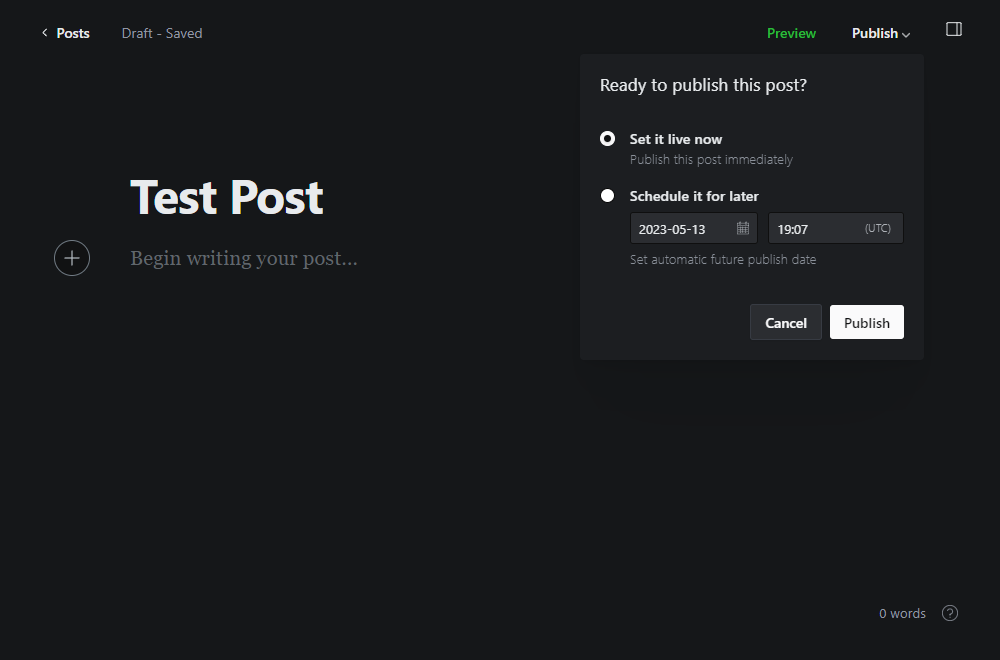 Posts Draft - Saved Preview Publish
Ready to publish this post?
Set it live now
Publish this post immediately
Schedule it for later
2023-05-13 19:07 (UTC)
Set automatic future publish date
Cancel Publish
Test Post
Begin writing your post...
0 words ?